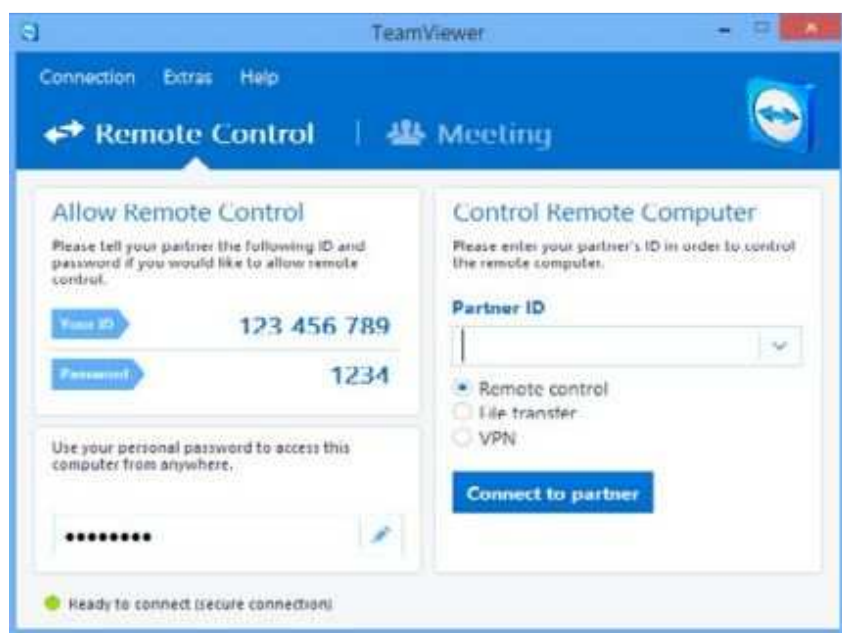 TeamViewer
Connection Extras Help
Remote Control | Meeting
Allow Remote Control
Please tell your partner the following ID and
password if you would like to allow remote
control.
Your ID 123 456 789
Password 1234
Use your personal password to access this
computer from anywhere.
••••••••
Control Remote Computer
Please enter your partner's ID in order to control
the remote computer.
Partner ID
Remote control
File transfer
VPN
Connect to partner
Ready to connect (secure connection)